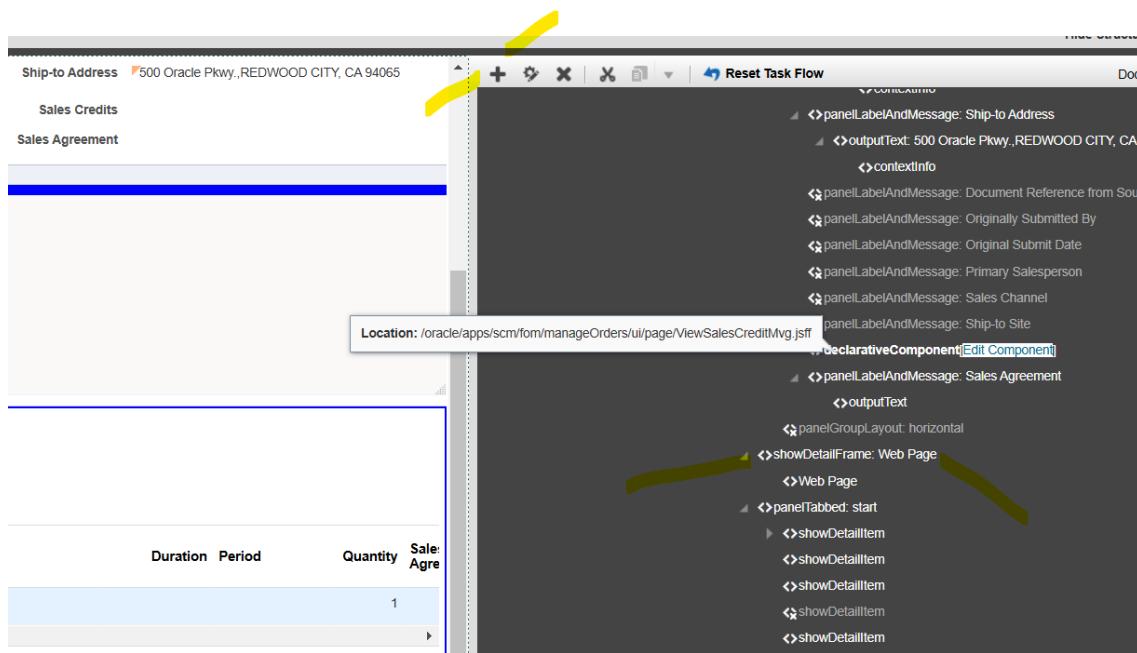 Ship-to Address 500 Oracle Pkwy.,REDWOOD CITY, CA 94065
Sales Credits
Sales Agreement
Reset Task Flow
contextInfo
<>panelLabelAndMessage: Ship-to Address
<>outputText: 500 Oracle Pkwy.,REDWOOD CITY, CA
<>contextInfo
panelLabelAndMessage: Document Reference from Sou
panelLabelAndMessage: Originally Submitted By
panelLabelAndMessage: Original Submit Date
panelLabelAndMessage: Primary Salesperson
panelLabelAndMessage: Sales Channel
panelLabelAndMessage: Ship-to Site
Location: /oracle/apps/scm/fom/manageOrders/ui/page/ViewSalesCreditMvg.jsff
declarativeComponent[Edit Component]
<>panelLabelAndMessage: Sales Agreement
<>outputText
panelGroupLayout: horizontal
<>showDetailFrame: Web Page
<>Web Page
<>panelTabbed: start
<>showDetailItem
<>showDetailItem
<>showDetailItem
showDetailItem
<>showDetailItem
Duration Period Quantity
1